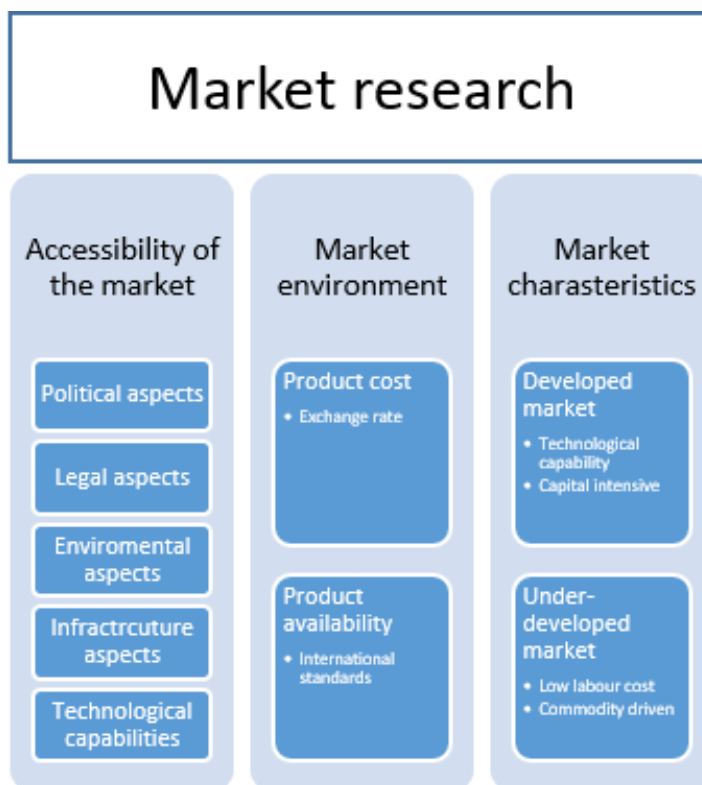 Market research
Accessibility of
the market
Political aspects
Legal aspects
Enviromental
aspects
Infractrcuture
aspects
Technological
capabilities
Market
environment
Product cost
• Exchange rate
Product
availability
• International
standards
Market
charasteristics
Developed
market
• Technological
capability
• Capital intensive
Under-
developed
market
• Low labour cost
• Commodity driven